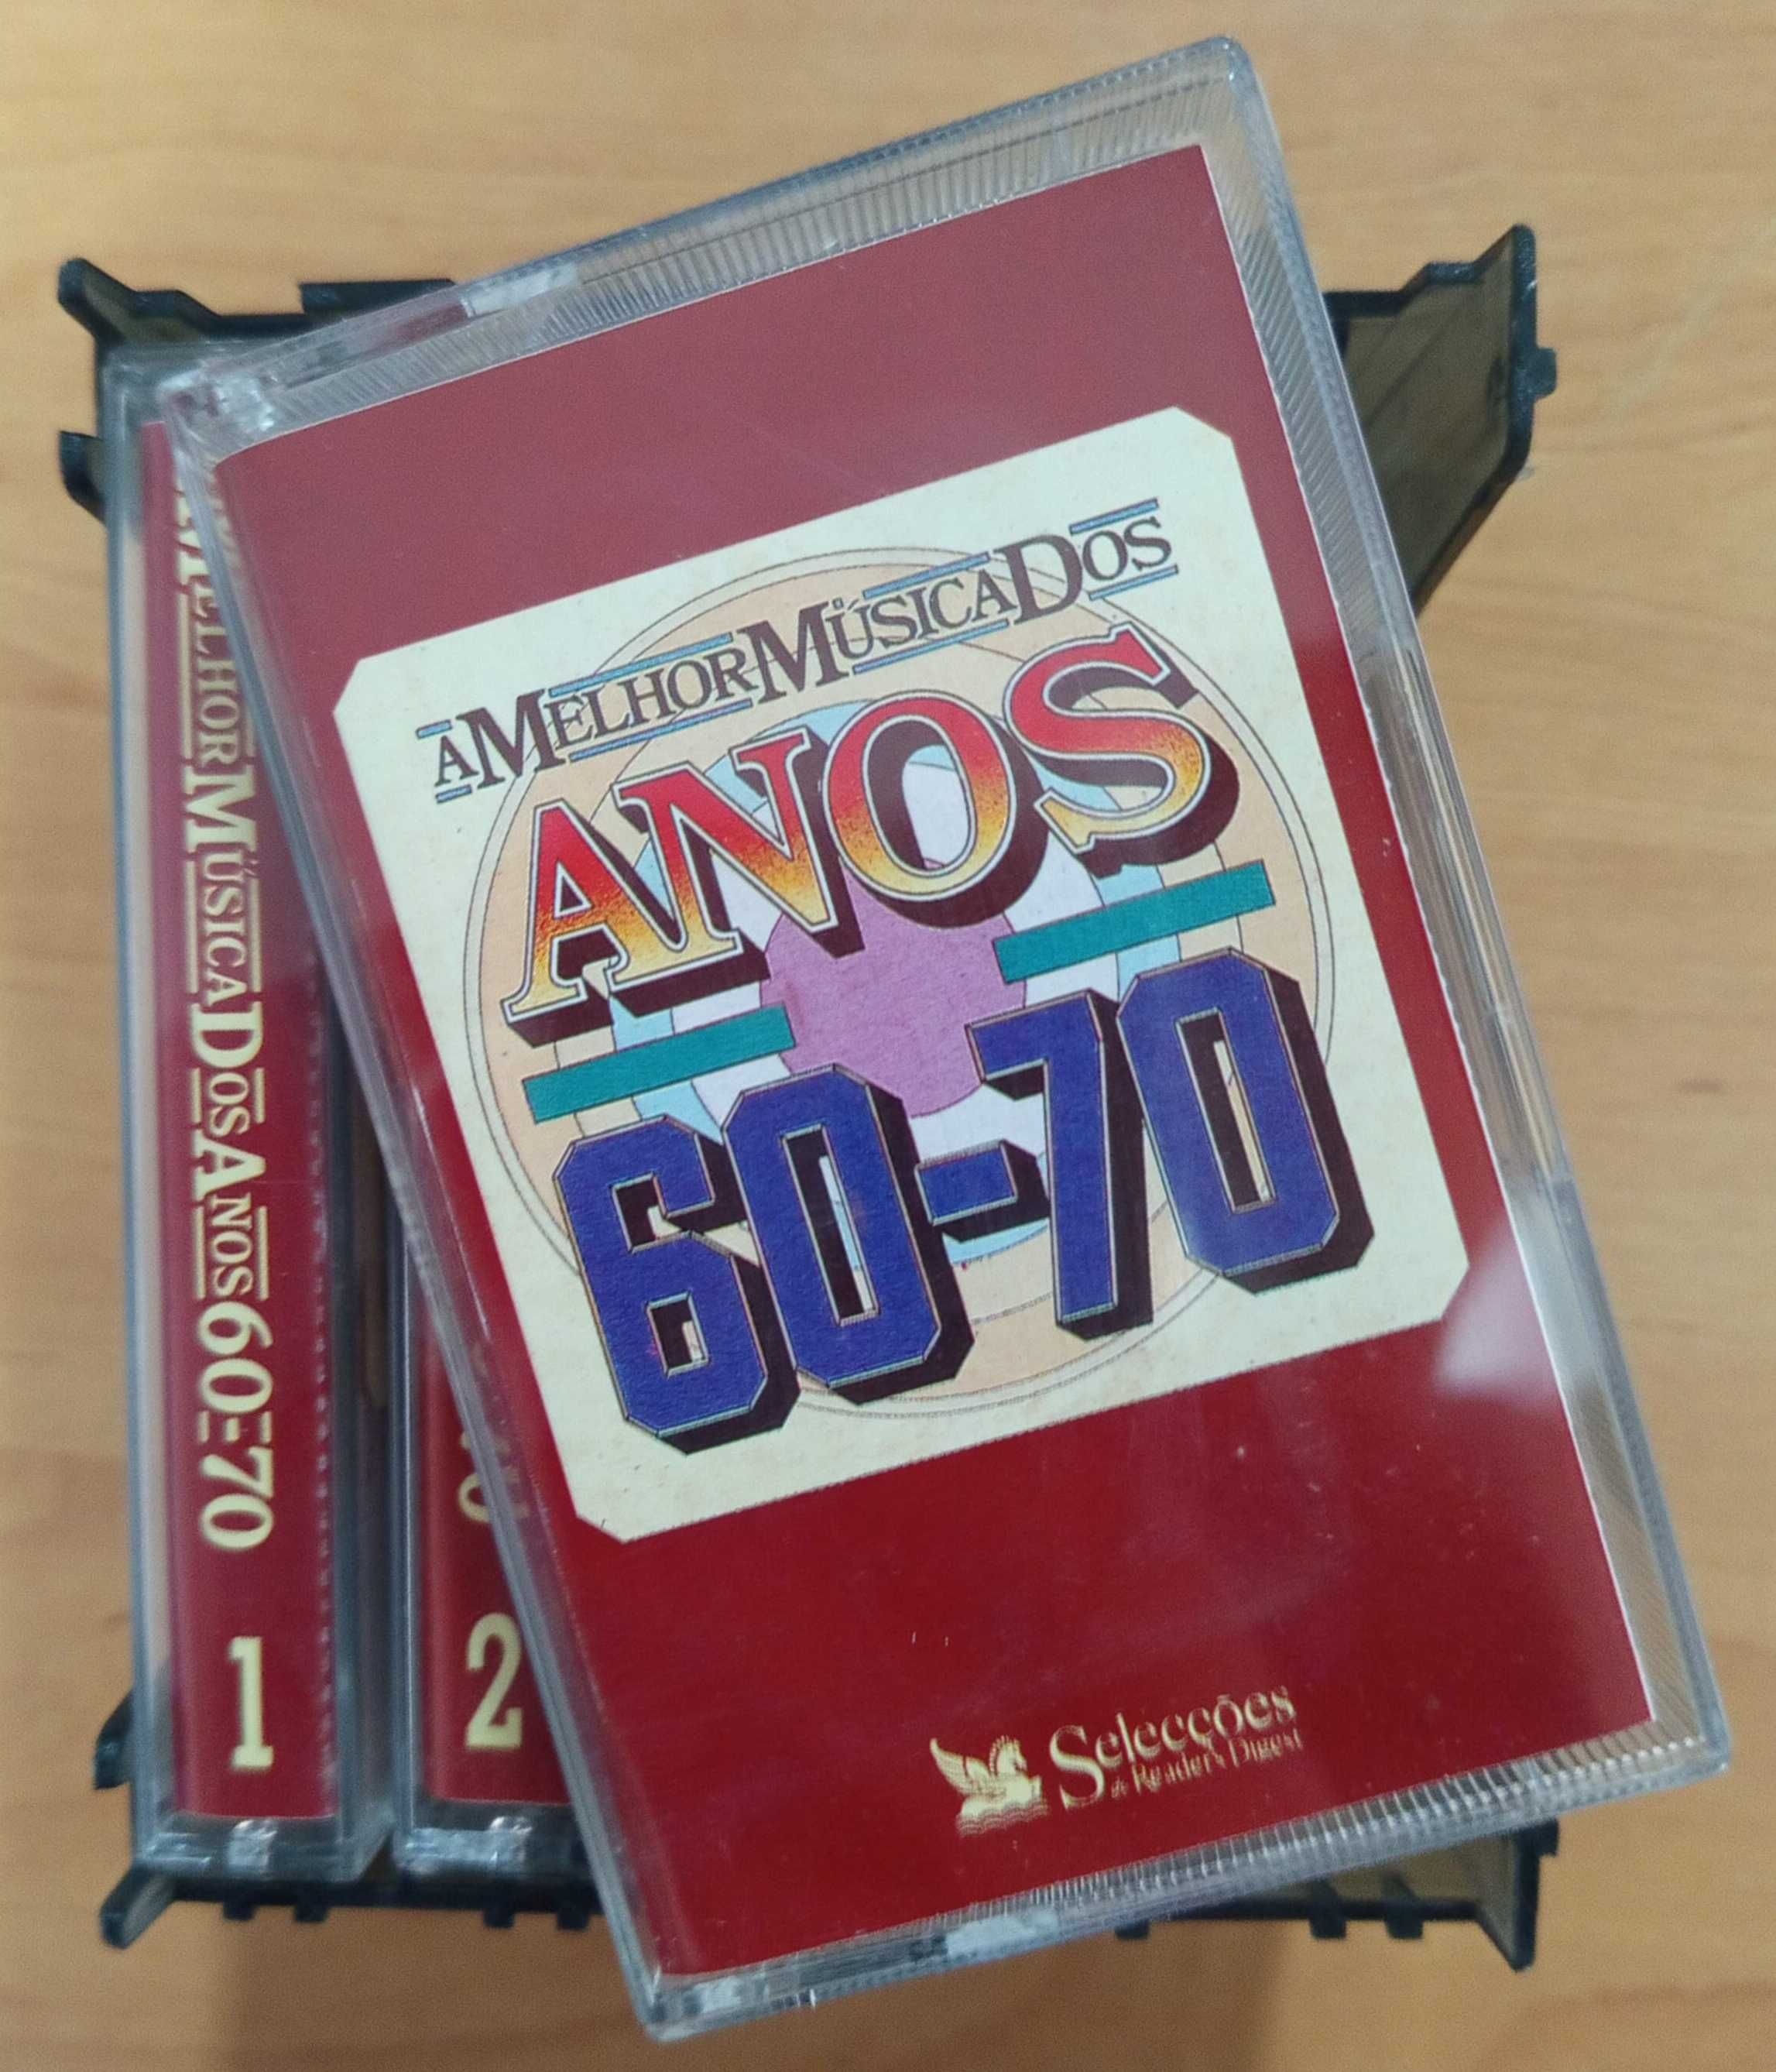 A MELHOR MÚSICA DOS
ANOS
60-70
Selecções
do Reader's Digest
MELHOR MÚSICA DOS ANOS 60-70 1
2